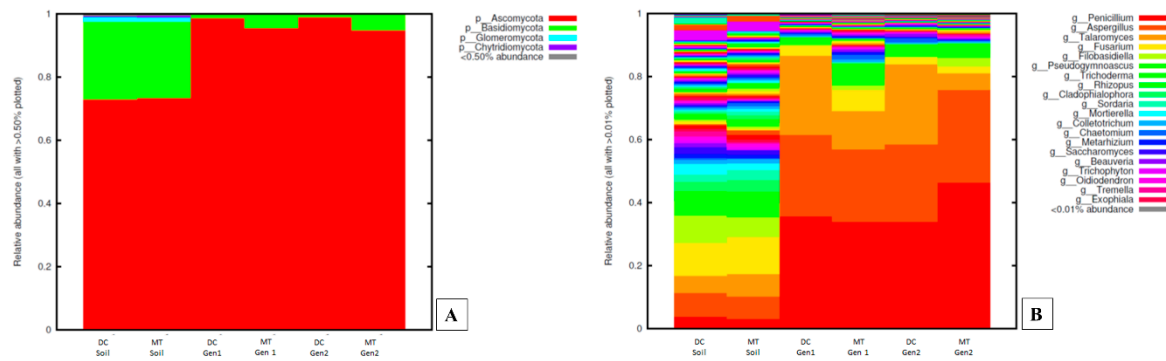 Relative abundance (all with >0.50% plotted)
1
0.8
0.6
0.4
0.2
0
DC
Soil
MT
Soil
DC
Gen1
MT
Gen 1
DC
Gen2
MT
Gen2
p__Ascomycota
p__Basidiomycota
p__Glomeromycota
p__Chytridiomycota
<0.50% abundance
A
Relative abundance (all with >0.01% plotted)
1
0.8
0.6
0.4
0.2
0
DC
Soil
MT
Soil
DC
Gen1
MT
Gen 1
DC
Gen2
MT
Gen2
g__Penicillium
g__Aspergillus
g__Talaromyces
g__Fusarium
g__Filobasidiella
g__Pseudogymnoascus
g__Trichoderma
g__Rhizopus
g__Cladophialophora
g__Sordaria
g__Mortierella
g__Colletotrichum
g__Chaetomium
g__Metarhizium
g__Saccharomyces
g__Beauveria
g__Trichophyton
g__Oidiodendron
g__Tremella
g__Exophiala
<0.01% abundance
B